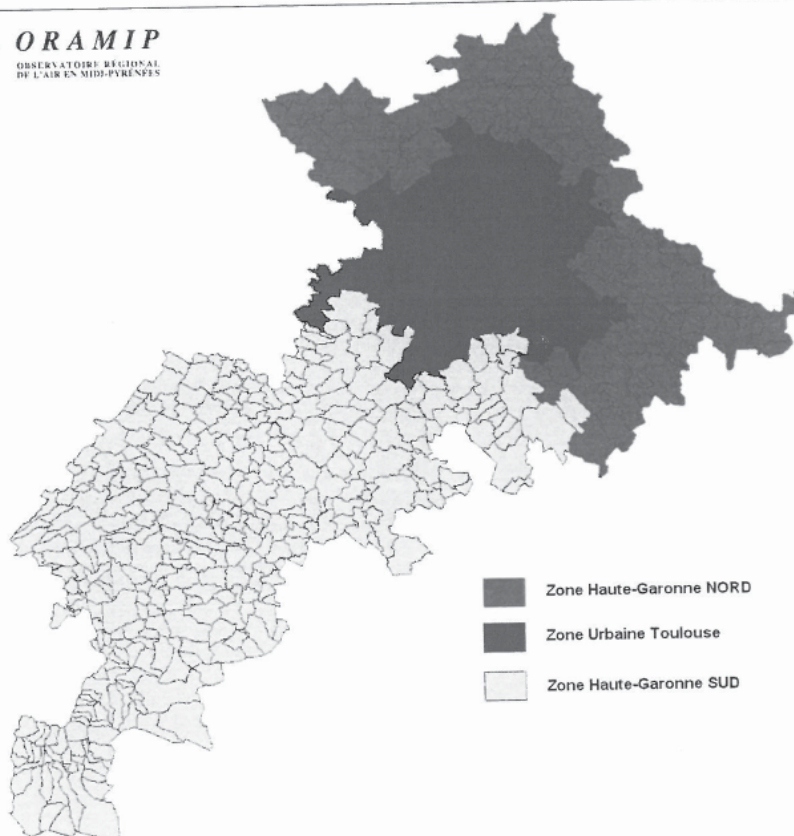 ORAMIP
OBSERVATOIRE RÉGIONAL
DE L'AIR EN MIDI-PYRÉNÉES
Zone Haute-Garonne NORD
Zone Urbaine Toulouse
Zone Haute-Garonne SUD